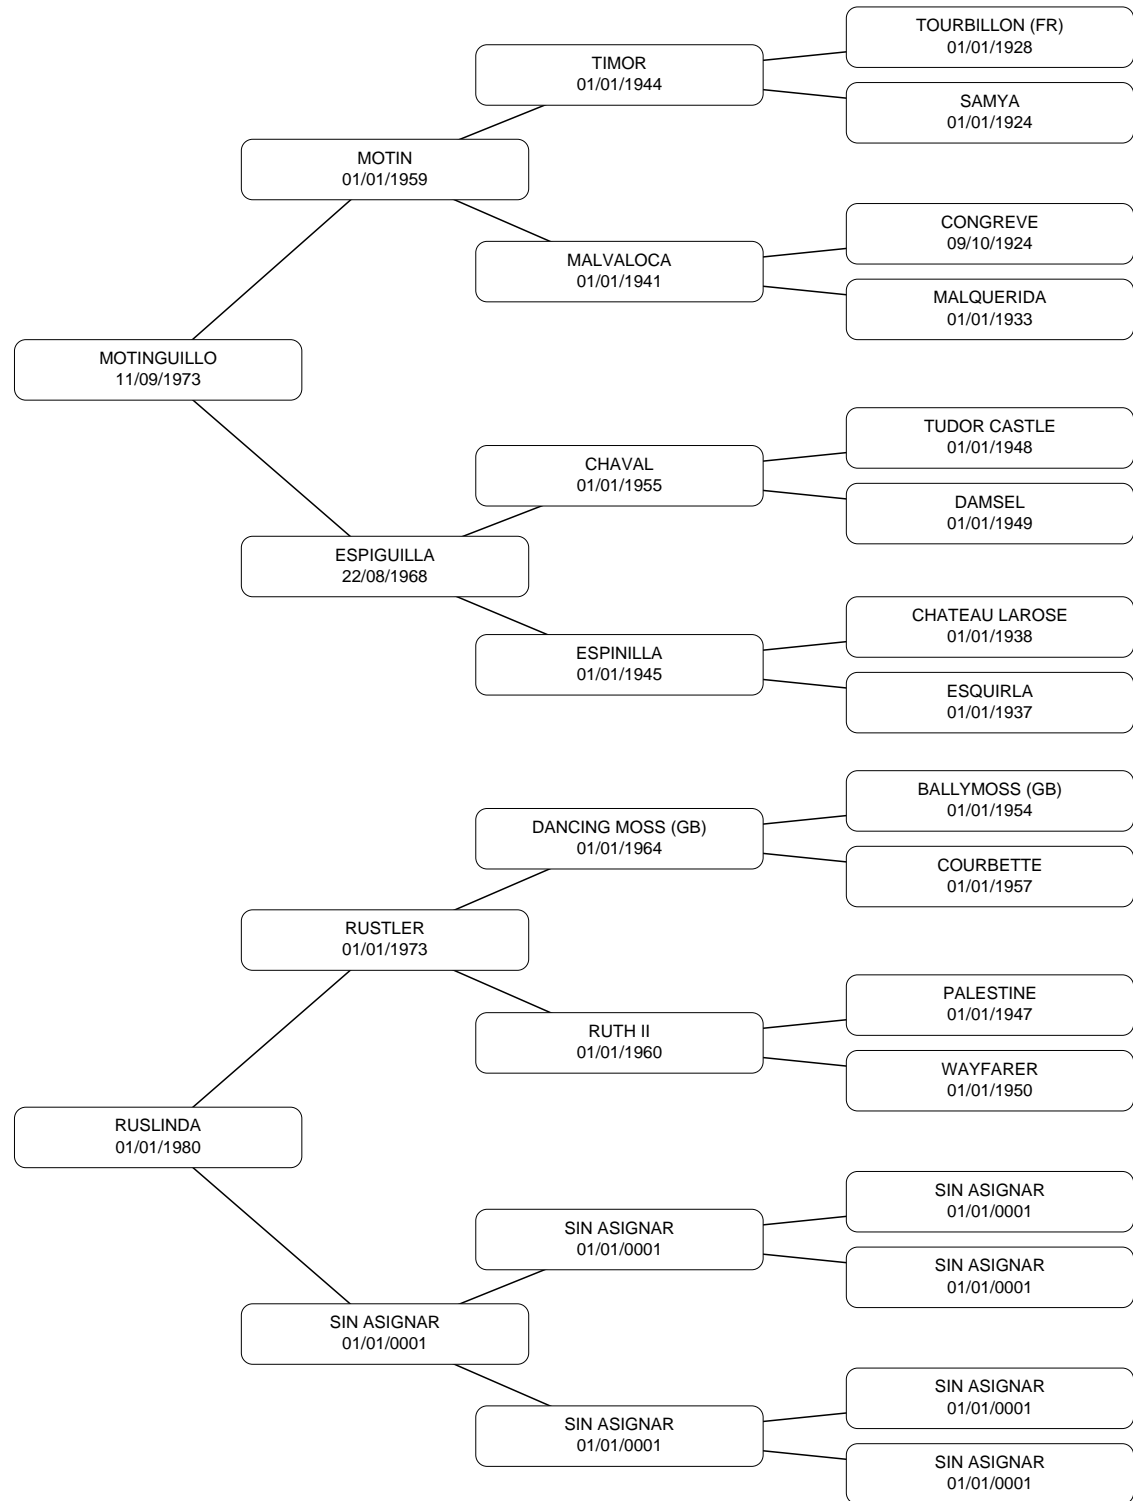 TOURBILLON (FR)
01/01/1928
TIMOR
01/01/1944
SAMYA
01/01/1924
MOTIN
01/01/1959
CONGREVE
09/10/1924
MALVALOCA
01/01/1941
MALQUERIDA
01/01/1933
MOTINGUILLO
11/09/1973
TUDOR CASTLE
01/01/1948
CHAVAL
01/01/1955
DAMSEL
01/01/1949
ESPIGUILLA
22/08/1968
CHATEAU LAROSE
01/01/1938
ESPINILLA
01/01/1945
ESQUIRLA
01/01/1937
BALLYMOSS (GB)
01/01/1954
DANCING MOSS (GB)
01/01/1964
COURBETTE
01/01/1957
RUSTLER
01/01/1973
PALESTINE
01/01/1947
RUTH II
01/01/1960
WAYFARER
01/01/1950
RUSLINDA
01/01/1980
SIN ASIGNAR
01/01/0001
SIN ASIGNAR
01/01/0001
SIN ASIGNAR
01/01/0001
SIN ASIGNAR
01/01/0001
SIN ASIGNAR
01/01/0001
SIN ASIGNAR
01/01/0001
SIN ASIGNAR
01/01/0001